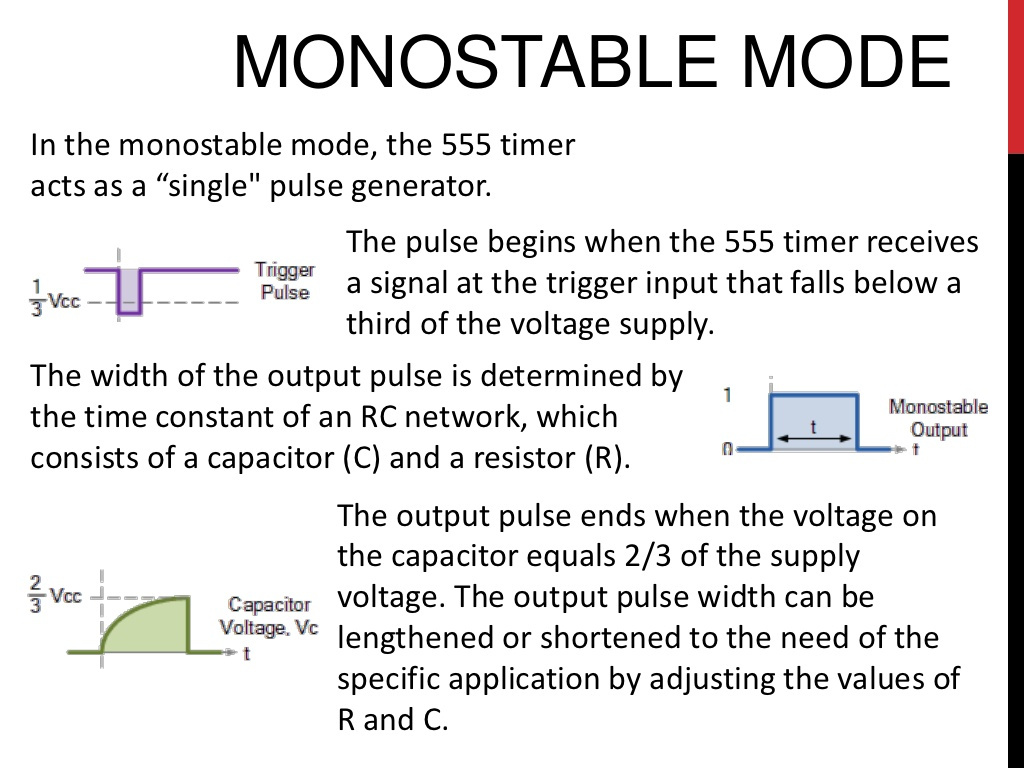 MONOSTABLE MODE
In the monostable mode, the 555 timer
acts as a “single" pulse generator.
The pulse begins when the 555 timer receives
a signal at the trigger input that falls below a
third of the voltage supply.
1/3 Vcc
Trigger
Pulse
The width of the output pulse is determined by
the time constant of an RC network, which
consists of a capacitor (C) and a resistor (R).
1
t
0
t
Monostable
Output
The output pulse ends when the voltage on
the capacitor equals 2/3 of the supply
voltage. The output pulse width can be
lengthened or shortened to the need of the
specific application by adjusting the values of
R and C.
2/3 Vcc
Capacitor
Voltage, Vc
t